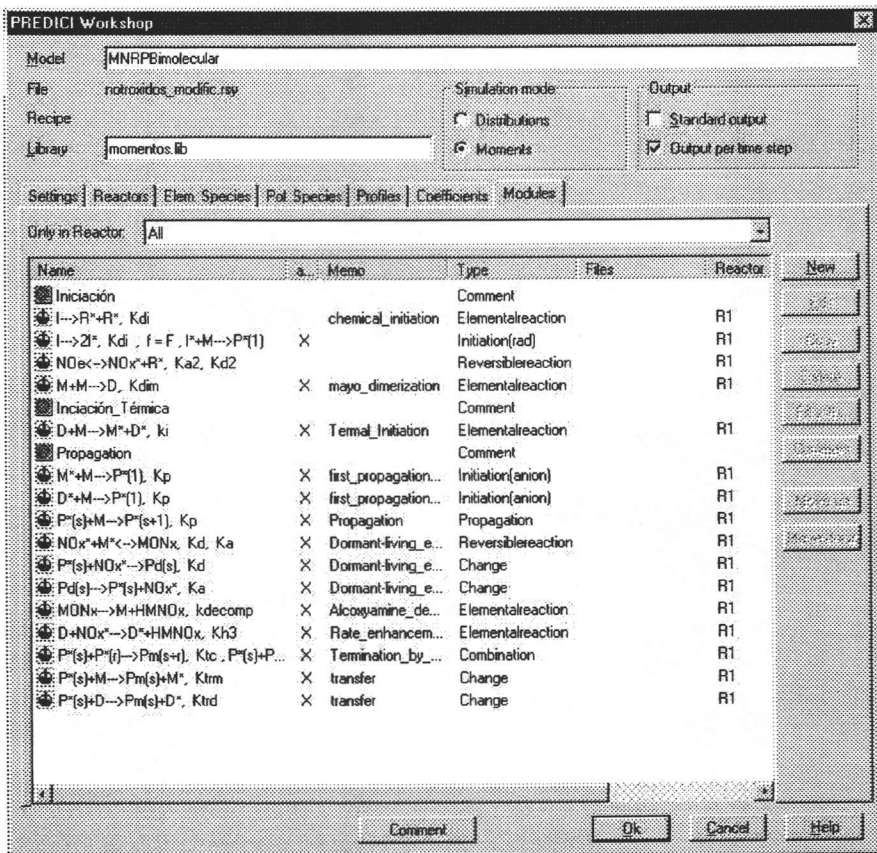 PREDICI Workshop
Model MNRPBimolecular
File notroxidos_modific.rsy Simulation mode Output
Recipe Distributions Standard output
Library momentos.lib Moments Output per time step
Settings Reactors Elem. Species Pol. Species Profiles Coefficients Modules
Only in Reactor: All
Name a... Memo Type Files Reactor New
Iniciación Comment
I--->R*+R*, Kdi chemical_initiation Elementalreaction R1
I--->2I*, Kdi , f = F , I*+M--->P*(1) X Initiation(rad) R1
NOe<->NOx*+R*, Ka2, Kd2 Reversiblereaction R1
M+M--->D, Kdim X mayo_dimerization Elementalreaction R1
Inciación_Térmica Comment
D+M--->M*+D*, ki X Termal_Initiation Elementalreaction R1
Propagation Comment
M*+M--->P*(1), Kp X first_propagation... Initiation(anion) R1
D*+M--->P*(1), Kp X first_propagation... Initiation(anion) R1
P*(s)+M--->P*(s+1), Kp X Propagation Propagation R1
NOx*+M*<->MONx, Kd, Ka X Dormant-living_e... Reversiblereaction R1
P*(s)+NOx*--->Pd(s), Kd X Dormant-living_e... Change R1
Pd(s)--->P*(s)+NOx*, Ka X Dormant-living_e... Change R1
MONx--->M+HMNOx, kdecomp X Alcoxyamine_de... Elementalreaction R1
D+NOx*--->D*+HMNOx, Kh3 X Rate_enhancem... Elementalreaction R1
P*(s)+P*(r)--->Pm(s+r), Ktc , P*(s)+P... X Termination_by_... Combination R1
P*(s)+M--->Pm(s)+M*, Ktrm X transfer Change R1
P*(s)+D--->Pm(s)+D*, Ktrd X transfer Change R1
Comment Ok Cancel Help